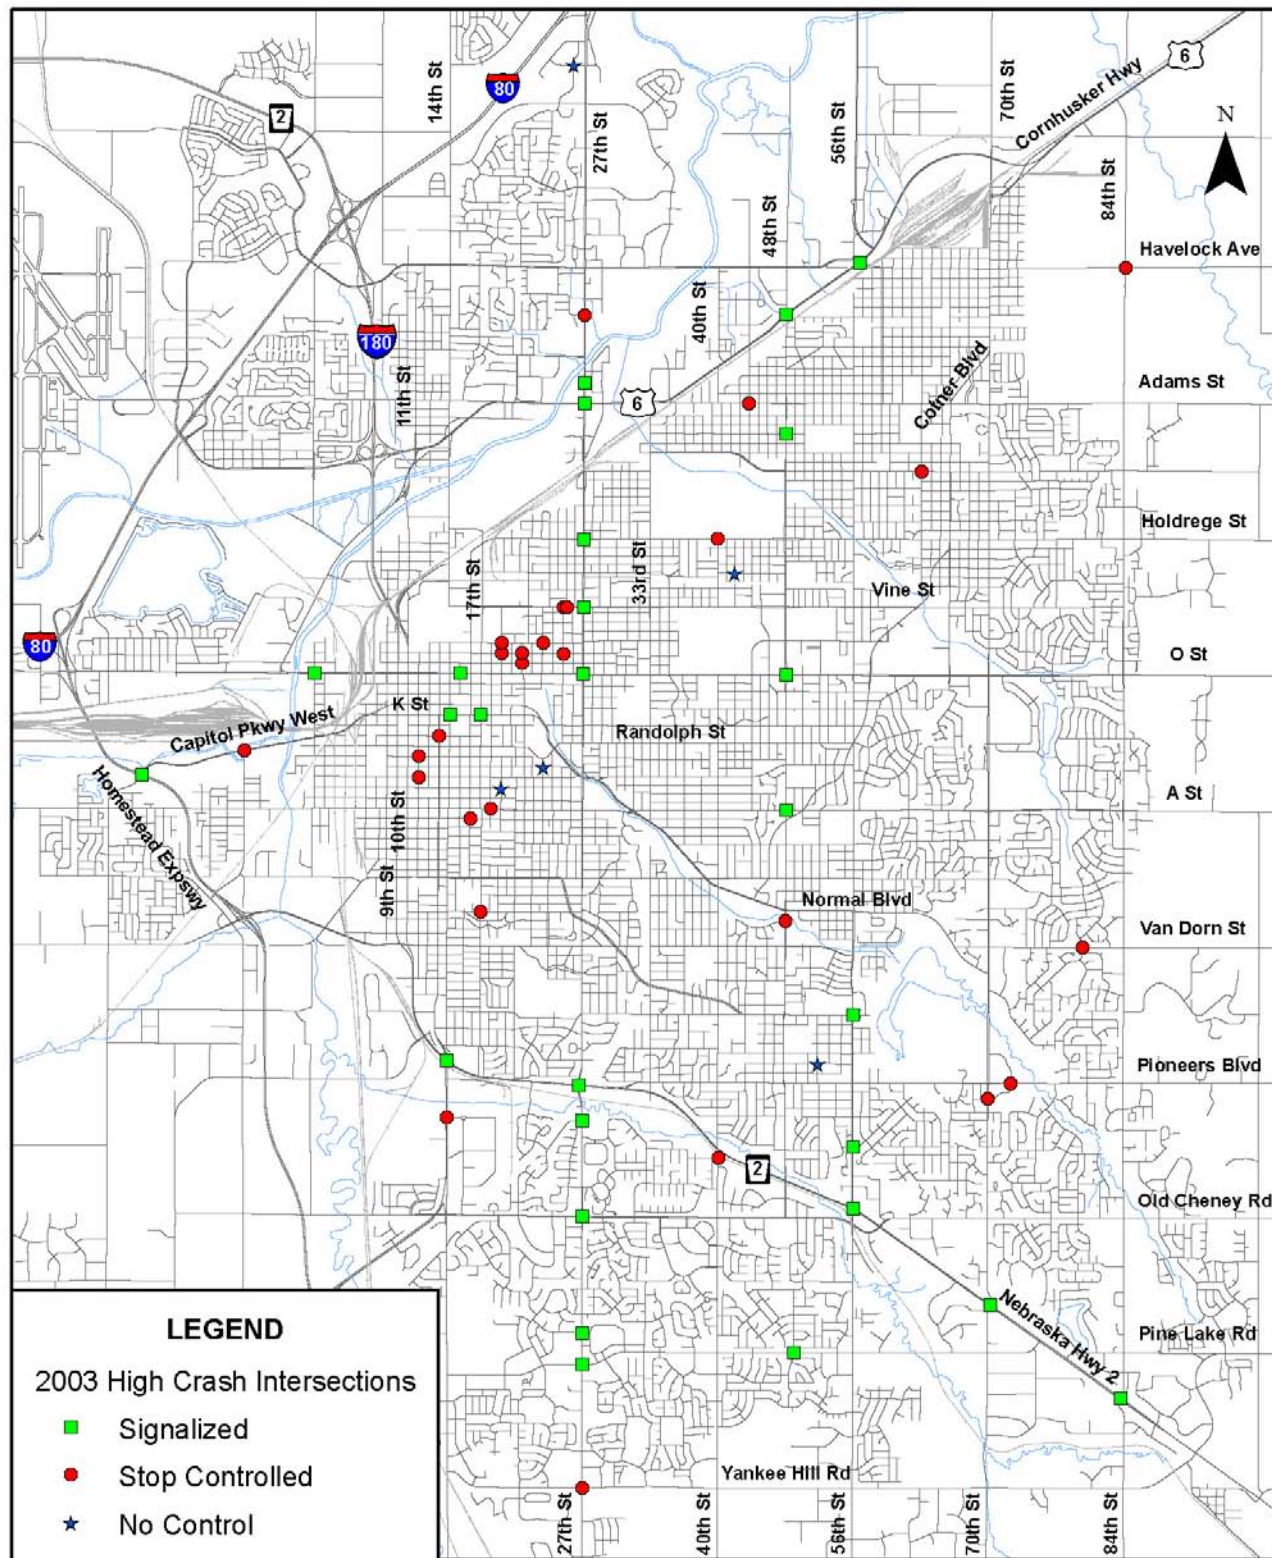 14th St
80
2
27th St
56th St
70th St
Cornhusker Hwy
6
N
84th St
48th St
Havelock Ave
180
40th St
11th St
6
Cotner Blvd
Adams St
Holdrege St
17th St
33rd St
Vine St
80
O St
K St
Capitol Pkwy West
Randolph St
Homestead Expswy
10th St
A St
9th St
Normal Blvd
Van Dorn St
Pioneers Blvd
2
Old Cheney Rd
Nebraska Hwy 2
Pine Lake Rd
Yankee Hill Rd
27th St
40th St
56th St
70th St
84th St
LEGEND
2003 High Crash Intersections
Signalized
Stop Controlled
No Control